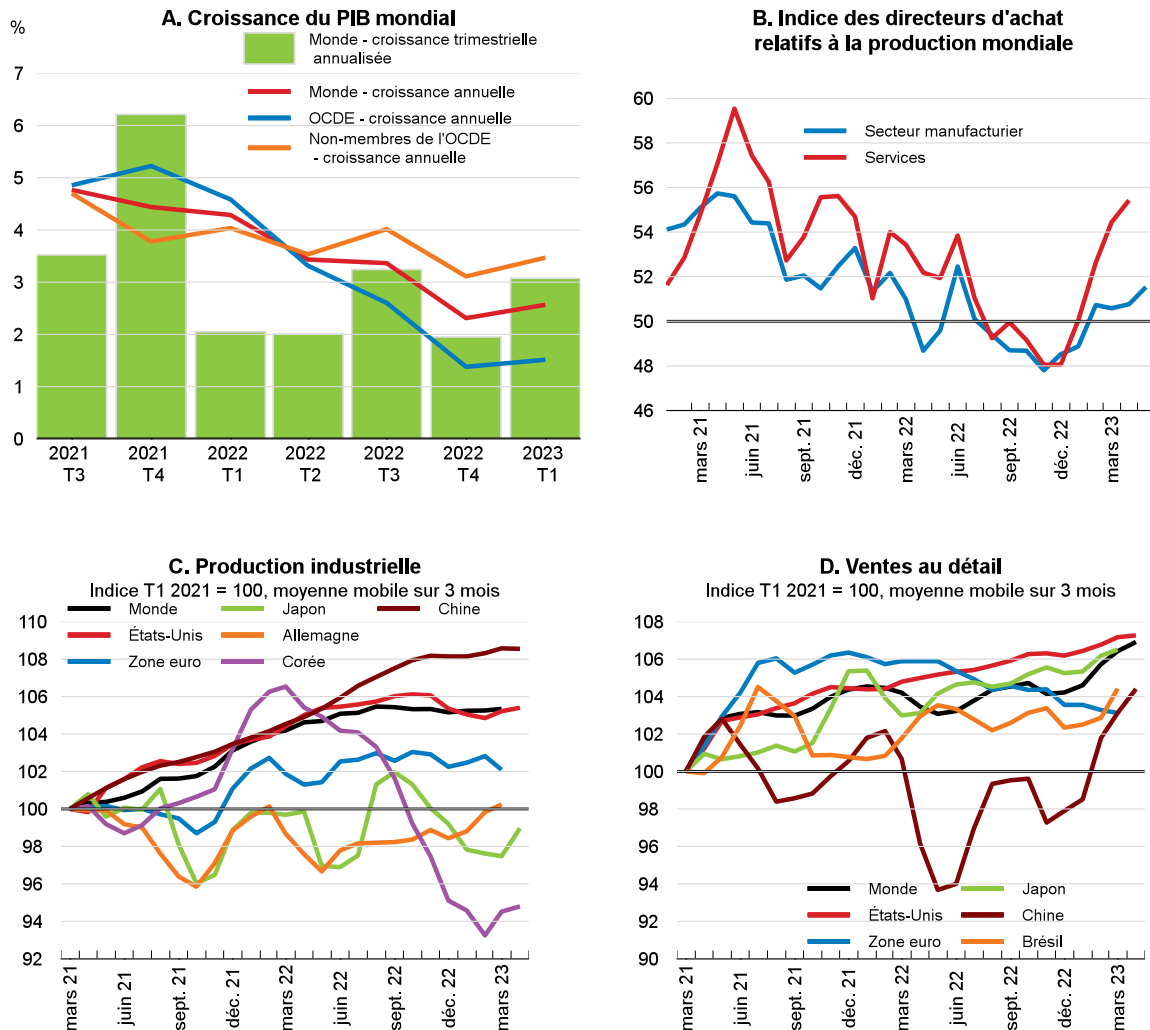 A. Croissance du PIB mondial
%
Monde - croissance trimestrielle
annualisée
Monde - croissance annuelle
OCDE - croissance annuelle
Non-membres de l'OCDE
- croissance annuelle
7
6
5
4
3
2
1
0
2021 2021 2022 2022 2022 2022 2023
T3 T4 T1 T2 T3 T4 T1
B. Indice des directeurs d'achat
relatifs à la production mondiale
Secteur manufacturier
Services
60
58
56
54
52
50
48
46
mars 21 juin 21 sept. 21 déc. 21 mars 22 juin 22 sept. 22 déc. 22 mars 23
C. Production industrielle
Indice T1 2021 = 100, moyenne mobile sur 3 mois
Monde Japon Chine
États-Unis Allemagne
Zone euro Corée
110
108
106
104
102
100
98
96
94
92
mars 21 juin 21 sept. 21 déc. 21 mars 22 juin 22 sept. 22 déc. 22 mars 23
D. Ventes au détail
Indice T1 2021 = 100, moyenne mobile sur 3 mois
108
106
104
102
100
98
96
94
92
90
Monde Japon
États-Unis Chine
Zone euro Brésil
mars 21 juin 21 sept. 21 déc. 21 mars 22 juin 22 sept. 22 déc. 22 mars 23